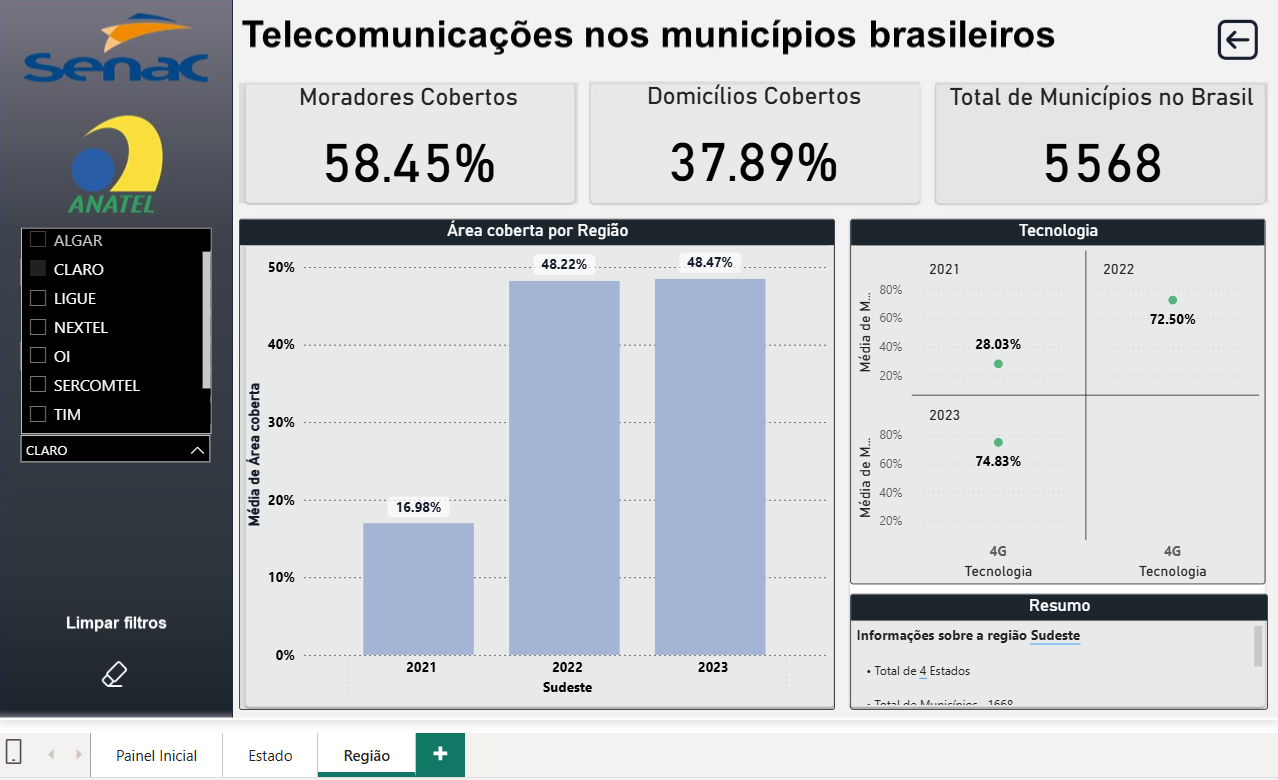 Senac
ANATEL
ALGAR
CLARO
LIGUE
NEXTEL
OI
SERCOMTEL
TIM
CLARO
Limpar filtros
Telecomunicações nos municípios brasileiros
Moradores Cobertos
58.45%
Domicílios Cobertos
37.89%
Total de Municípios no Brasil
5568
Área coberta por Região
Média de Área coberta
50%
40%
30%
20%
10%
0%
16.98%
48.22%
48.47%
2021
2022
2023
Sudeste
Tecnologia
2021
2022
Média de M...
80%
60%
40%
20%
28.03%
72.50%
2023
Média de M...
80%
60%
40%
20%
74.83%
4G
4G
Tecnologia
Tecnologia
Resumo
Informações sobre a região Sudeste
• Total de 4 Estados
• Total de Municípios - 1668
Painel Inicial
Estado
Região
+